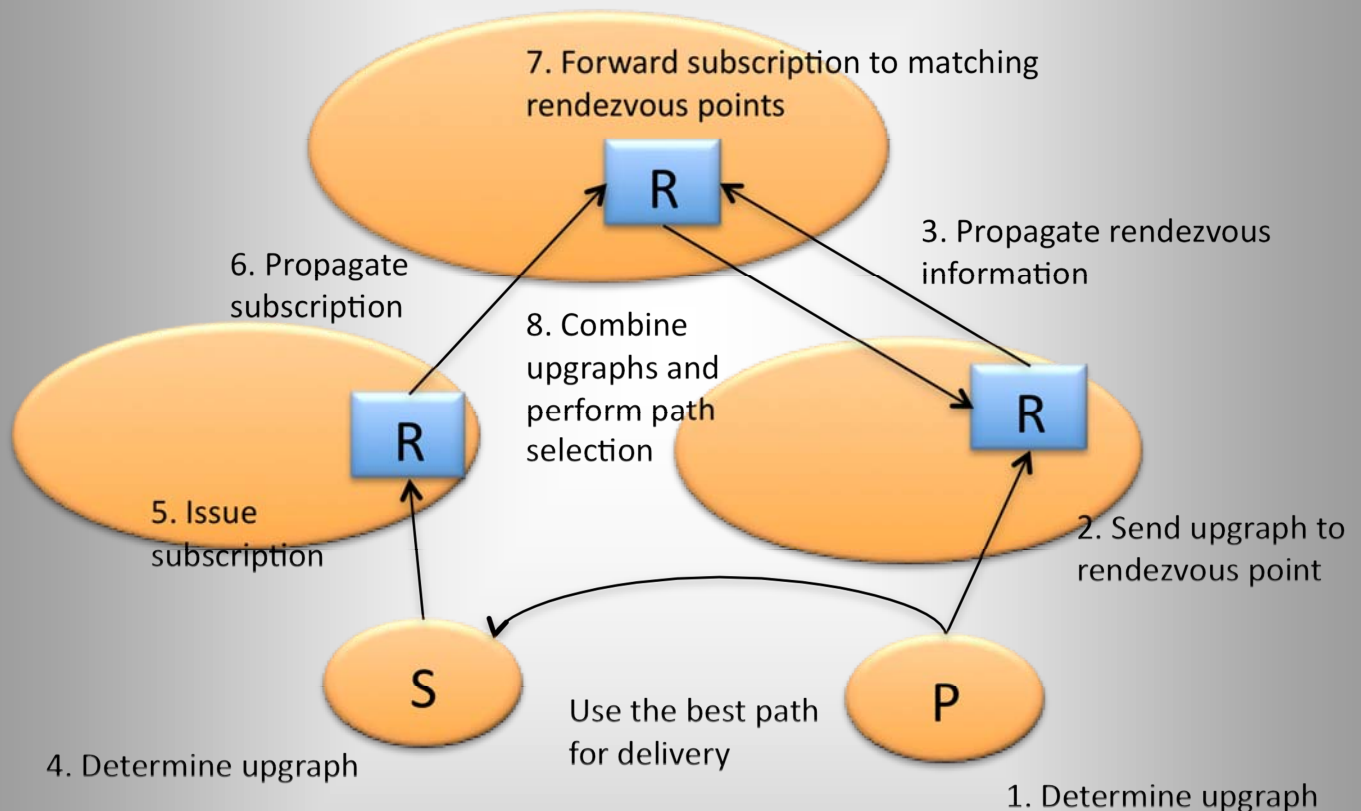 7. Forward subscription to matching
rendezvous points
R
3. Propagate rendezvous
information
6. Propagate
subscription
8. Combine
upgraphs and
perform path
selection
R
R
5. Issue
subscription
2. Send upgraph to
rendezvous point
S
P
Use the best path
for delivery
4. Determine upgraph
1. Determine upgraph